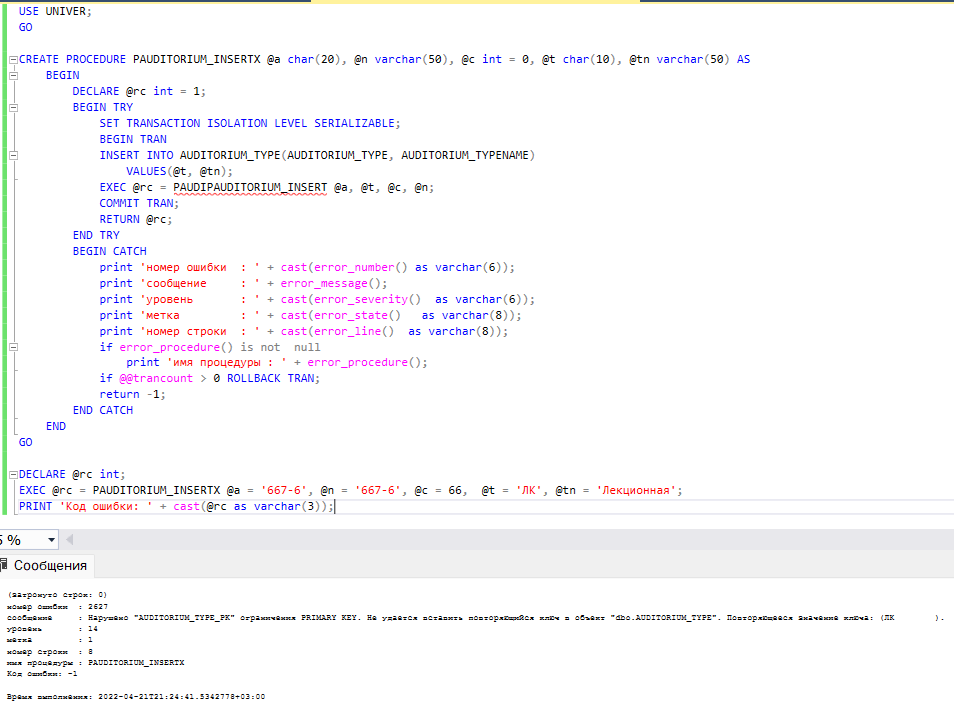 USE UNIVER;
GO
CREATE PROCEDURE PAUDITORIUM_INSERTX @a char(20), @n varchar(50), @c int = 0, @t char(10), @tn varchar(50) AS
BEGIN
DECLARE @rc int = 1;
BEGIN TRY
SET TRANSACTION ISOLATION LEVEL SERIALIZABLE;
BEGIN TRAN
INSERT INTO AUDITORIUM_TYPE(AUDITORIUM_TYPE, AUDITORIUM_TYPENAME)
VALUES(@t, @tn);
EXEC @rc = PAUDIPAUDITORIUM_INSERT @a, @t, @c, @n;
COMMIT TRAN;
RETURN @rc;
END TRY
BEGIN CATCH
print 'номер ошибки  : ' + cast(error_number() as varchar(6));
print 'сообщение     : ' + error_message();
print 'уровень       : ' + cast(error_severity()  as varchar(6));
print 'метка         : ' + cast(error_state()   as varchar(8));
print 'номер строки  : ' + cast(error_line()  as varchar(8));
if error_procedure() is not  null
print 'имя процедуры : ' + error_procedure();
if @@trancount > 0 ROLLBACK TRAN;
return -1;
END CATCH
END
GO
DECLARE @rc int;
EXEC @rc = PAUDITORIUM_INSERTX @a = '667-6', @n = '667-6', @c = 66,  @t = 'ЛК', @tn = 'Лекционная';
PRINT 'Код ошибки: ' + cast(@rc as varchar(3));
%
Сообщения
(затронуто строк: 0)
номер ошибки  : 2627
сообщение     : Нарушено "AUDITORIUM_TYPE_PK" ограничения PRIMARY KEY. Не удается вставить повторяющийся ключ в объект "dbo.AUDITORIUM_TYPE". Повторяющееся значение ключа: (ЛК        ).
уровень       : 14
метка         : 1
номер строки  : 8
имя процедуры : PAUDITORIUM_INSERTX
Код ошибки: -1
Время выполнения: 2022-04-21T21:24:41.5342778+03:00